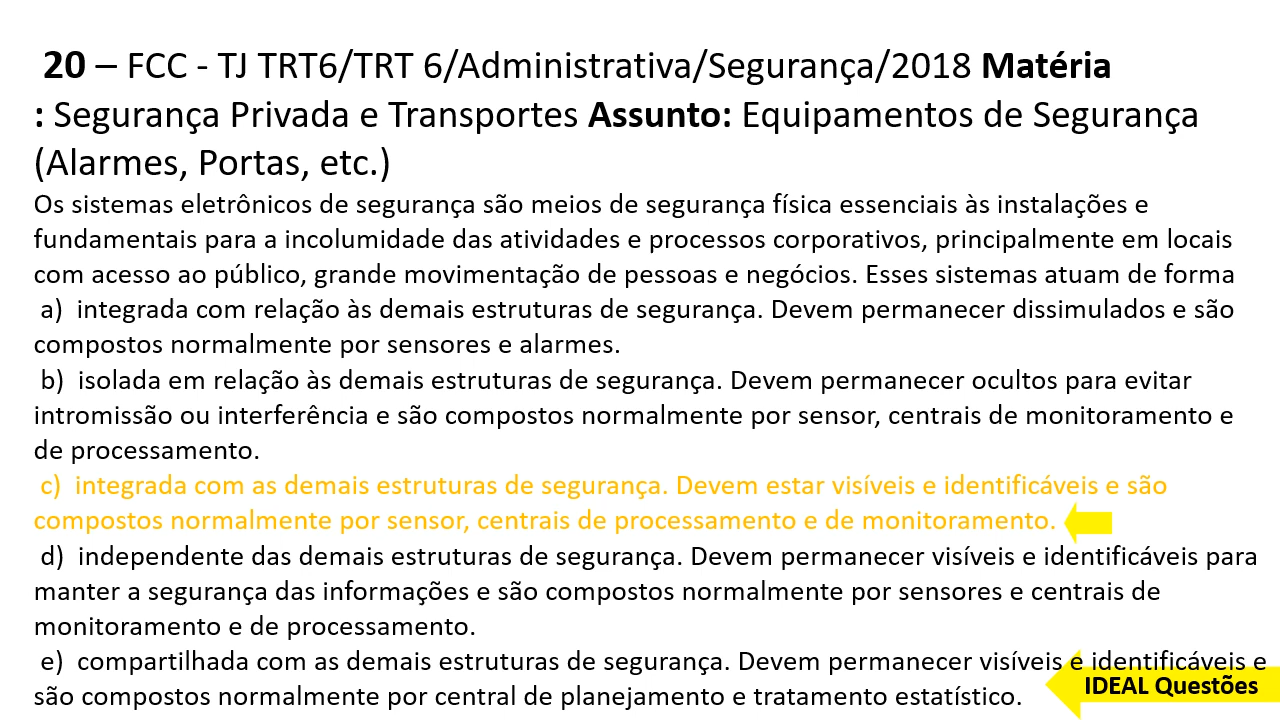 20 – FCC - TJ TRT6/TRT 6/Administrativa/Segurança/2018 Matéria
: Segurança Privada e Transportes Assunto: Equipamentos de Segurança
(Alarmes, Portas, etc.)
Os sistemas eletrônicos de segurança são meios de segurança física essenciais às instalações e
fundamentais para a incolumidade das atividades e processos corporativos, principalmente em locais
com acesso ao público, grande movimentação de pessoas e negócios. Esses sistemas atuam de forma
a) integrada com relação às demais estruturas de segurança. Devem permanecer dissimulados e são
compostos normalmente por sensores e alarmes.
b) isolada em relação às demais estruturas de segurança. Devem permanecer ocultos para evitar
intromissão ou interferência e são compostos normalmente por sensor, centrais de monitoramento e
de processamento.
c) integrada com as demais estruturas de segurança. Devem estar visíveis e identificáveis e são
compostos normalmente por sensor, centrais de processamento e de monitoramento.
d) independente das demais estruturas de segurança. Devem permanecer visíveis e identificáveis para
manter a segurança das informações e são compostos normalmente por sensores e centrais de
monitoramento e de processamento.
e) compartilhada com as demais estruturas de segurança. Devem permanecer visíveis e identificáveis e
são compostos normalmente por central de planejamento e tratamento estatístico.
IDEAL Questões